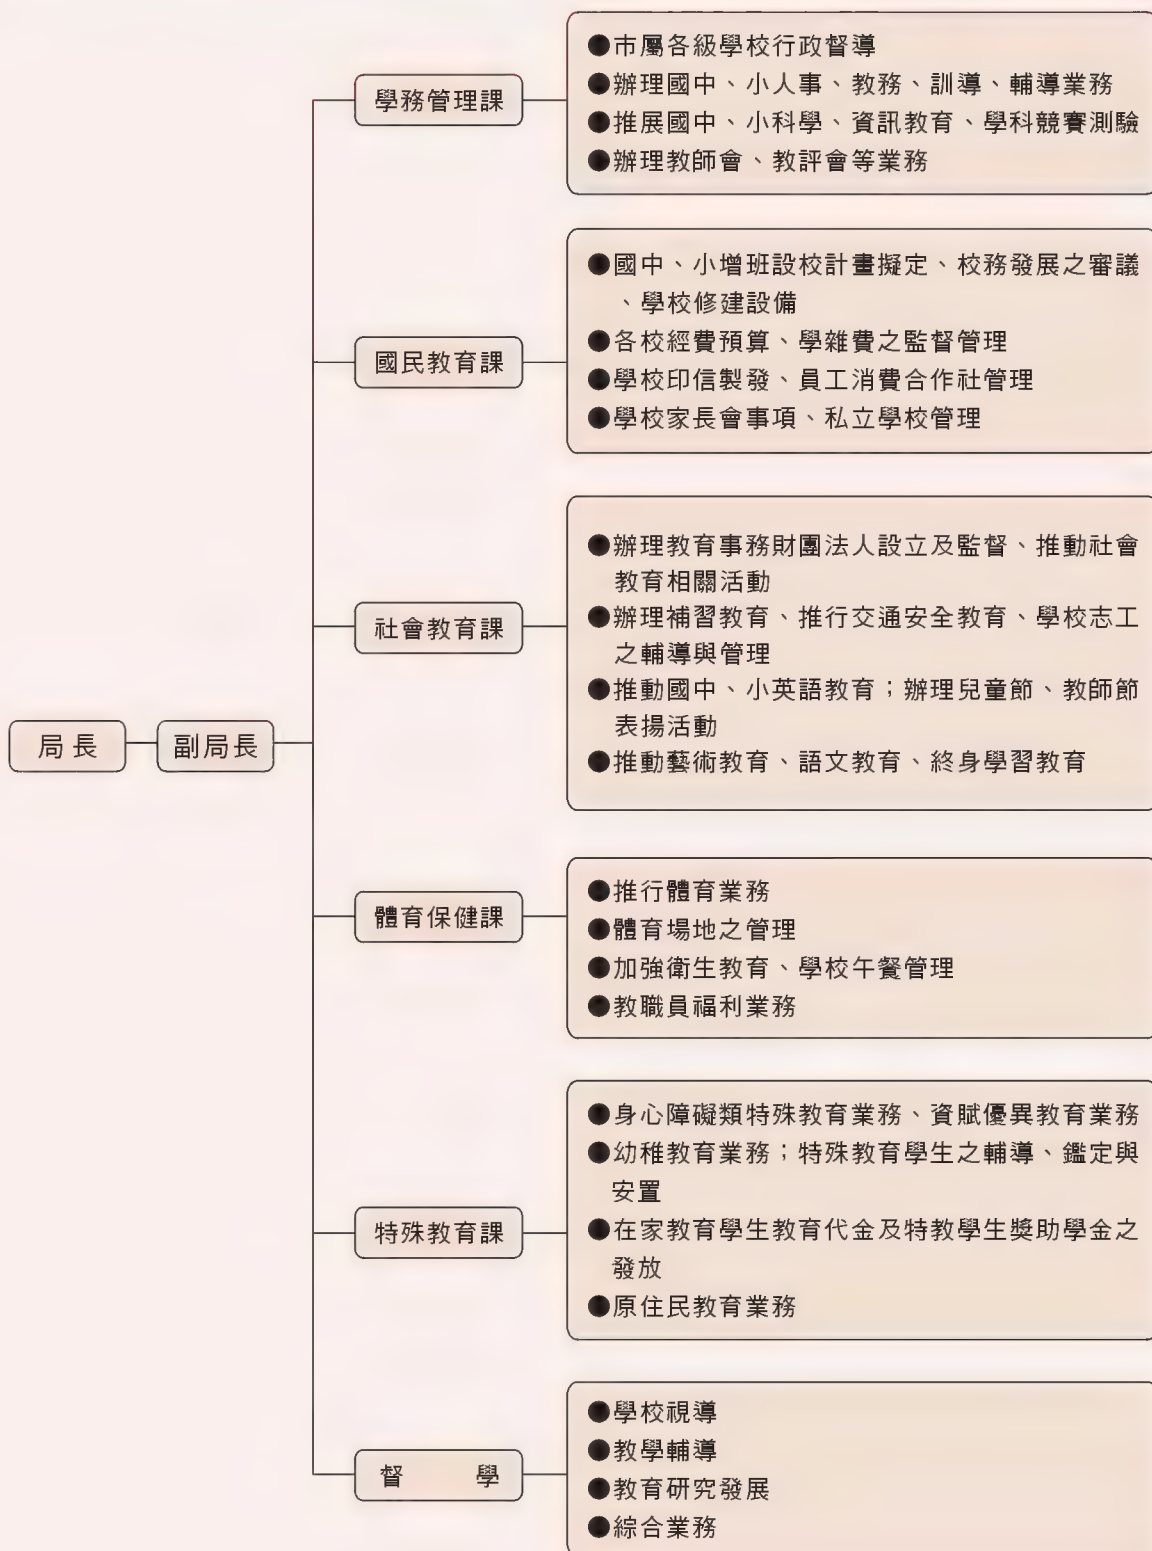 學務管理課
●市屬各級學校行政督導
●辦理國中、小人事、教務、訓導、輔導業務
●推展國中、小科學、資訊教育、學科競賽測驗
●辦理教師會、教評會等業務
國民教育課
●國中、小增班設校計畫擬定、校務發展之審議
、學校修建設備
●各校經費預算、學雜費之監督管理
●學校印信製發、員工消費合作社管理
●學校家長會事項、私立學校管理
社會教育課
●辦理教育事務財團法人設立及監督、推動社會
教育相關活動
●辦理補習教育、推行交通安全教育、學校志工
之輔導與管理
●推動國中、小英語教育；辦理兒童節、教師節
表揚活動
●推動藝術教育、語文教育、終身學習教育
局長
副局長
體育保健課
●推行體育業務
●體育場地之管理
●加強衛生教育、學校午餐管理
●教職員福利業務
特殊教育課
●身心障礙類特殊教育業務、資賦優異教育業務
●幼稚教育業務；特殊教育學生之輔導、鑑定與
安置
●在家教育學生教育代金及特教學生獎助學金之
發放
●原住民教育業務
督 學
●學校視導
●教學輔導
●教育研究發展
●綜合業務